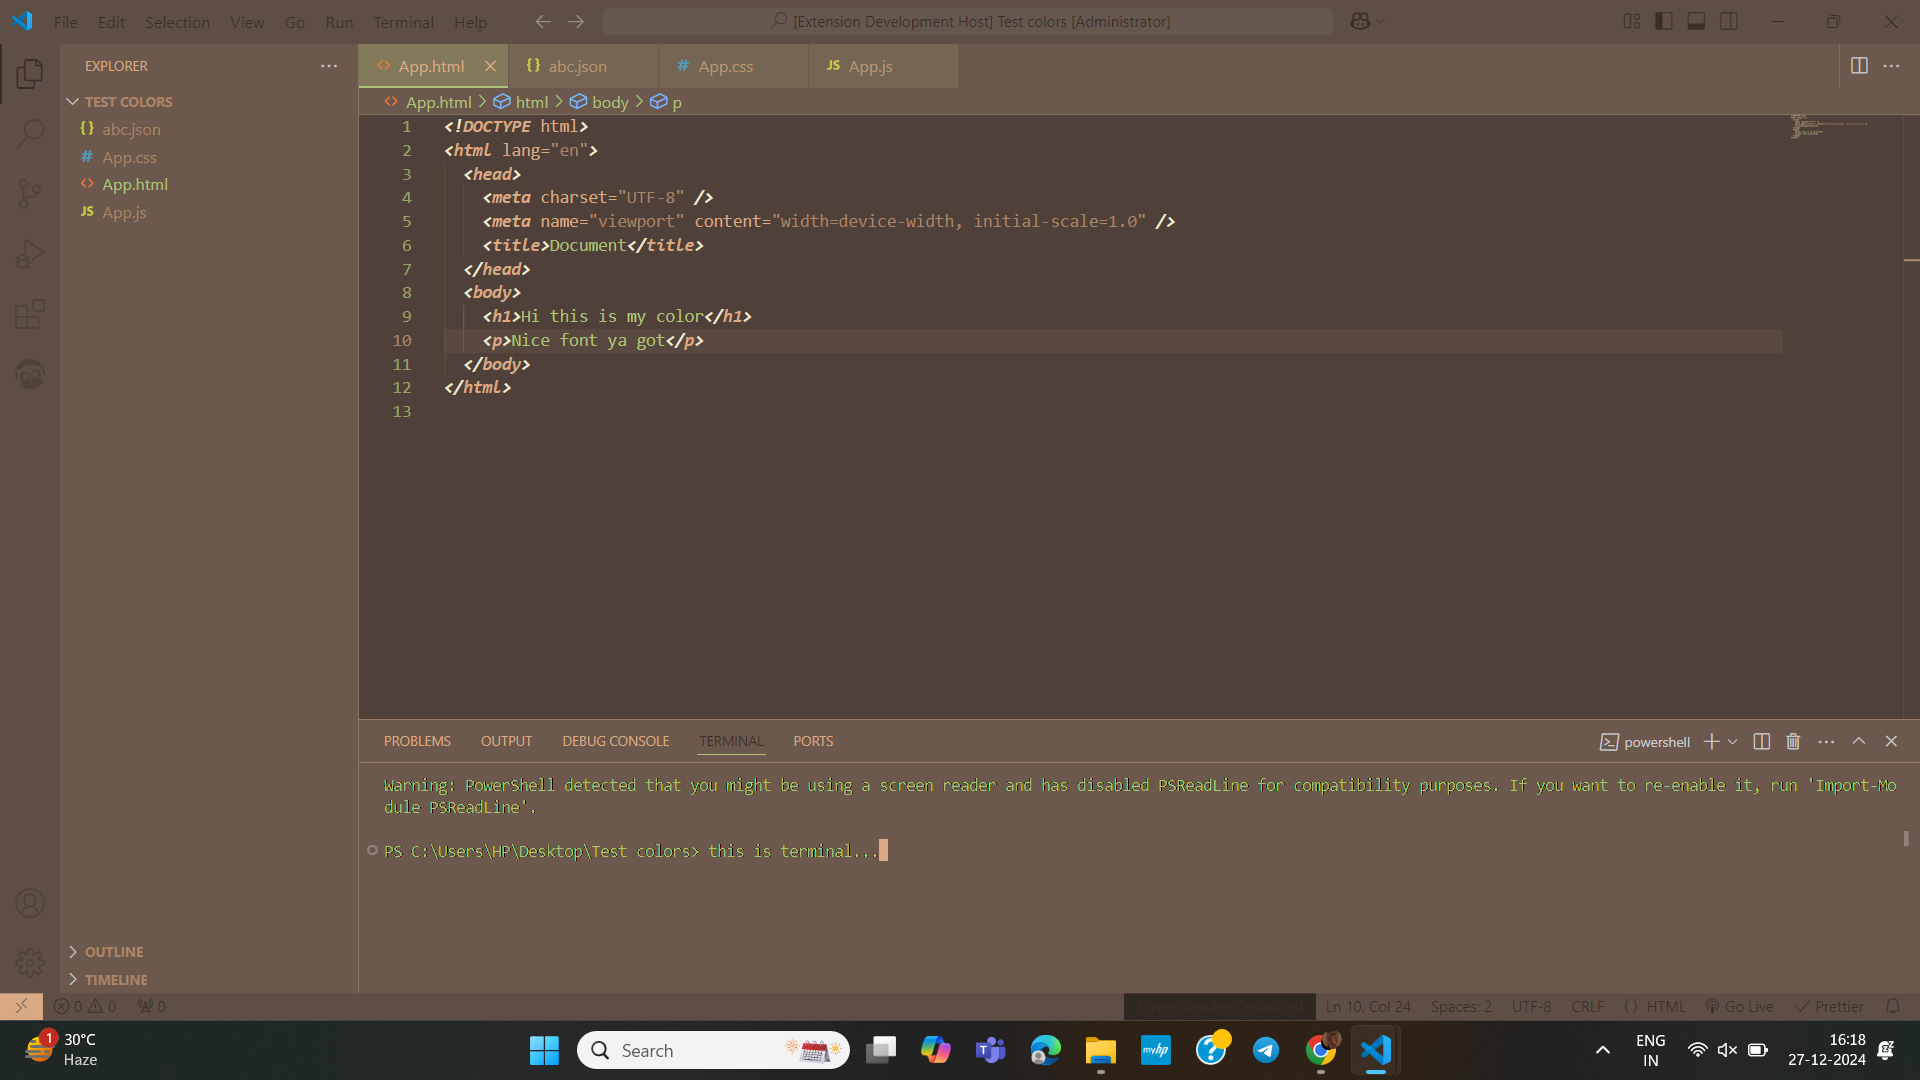 File Edit Selection View Go Run Terminal Help
[Extension Development Host] Test colors [Administrator]
EXPLORER
TEST COLORS
{} abc.json
# App.css
<> App.html
JS App.js
<> App.html
{} abc.json
# App.css
JS App.js
<> App.html > html > body > p
1 <!DOCTYPE html>
2 <html lang="en">
3 <head>
4 <meta charset="UTF-8" />
5 <meta name="viewport" content="width=device-width, initial-scale=1.0" />
6 <title>Document</title>
7 </head>
8 <body>
9 <h1>Hi this is my color</h1>
10 <p>Nice font ya got</p>
11 </body>
12 </html>
13
PROBLEMS OUTPUT DEBUG CONSOLE TERMINAL PORTS
powershell
Warning: PowerShell detected that you might be using a screen reader and has disabled PSReadLine for compatibility purposes. If you want to re-enable it, run 'Import-Mo
dule PSReadLine'.
PS C:\Users\HP\Desktop\Test colors> this is terminal...
OUTLINE
TIMELINE
0 0 0
Screen Reader Optimized Ln 10, Col 24 Spaces: 2 UTF-8 CRLF {} HTML Go Live Prettier
1
30°C
Haze
Search
myhp
ENG
IN
16:18
27-12-2024